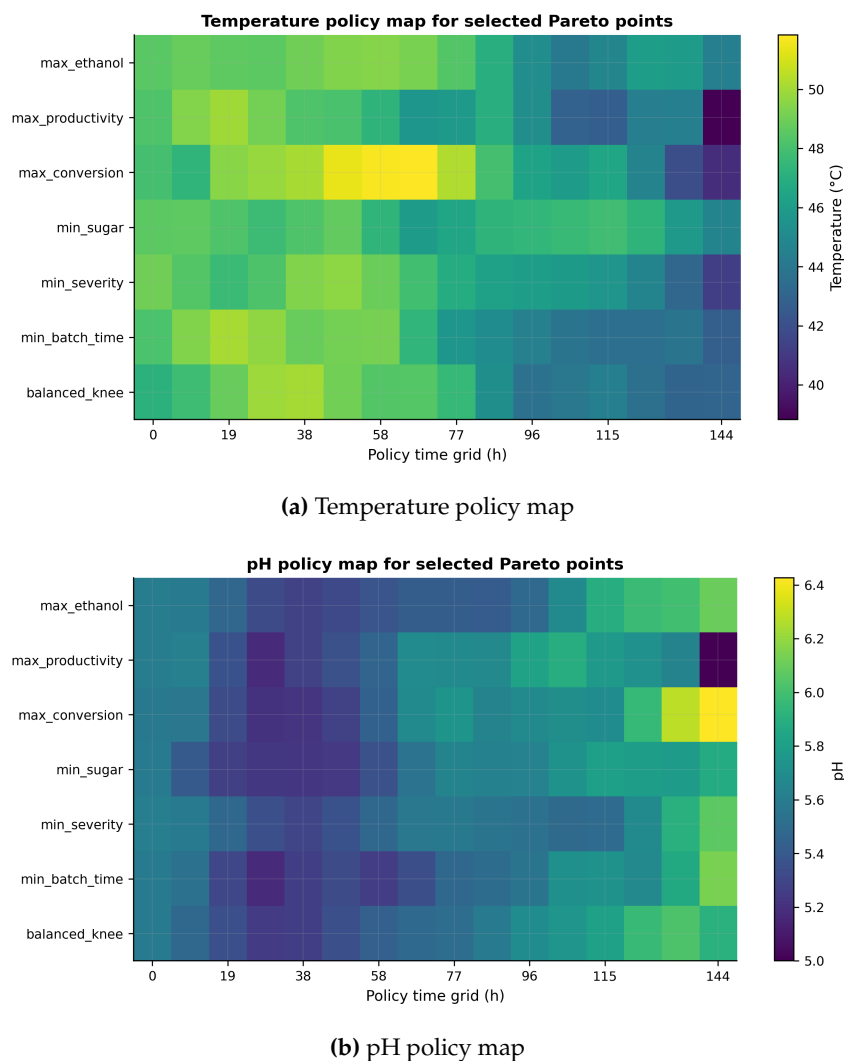 Temperature policy map for selected Pareto points
max_ethanol
max_productivity
max_conversion
min_sugar
min_severity
min_batch_time
balanced_knee
0 19 38 58 77 96 115 144
Policy time grid (h)
50
48
46
44
42
40
Temperature (°C)
(a) Temperature policy map
pH policy map for selected Pareto points
max_ethanol
max_productivity
max_conversion
min_sugar
min_severity
min_batch_time
balanced_knee
0 19 38 58 77 96 115 144
Policy time grid (h)
6.4
6.2
6.0
5.8
5.6
5.4
5.2
5.0
pH
(b) pH policy map